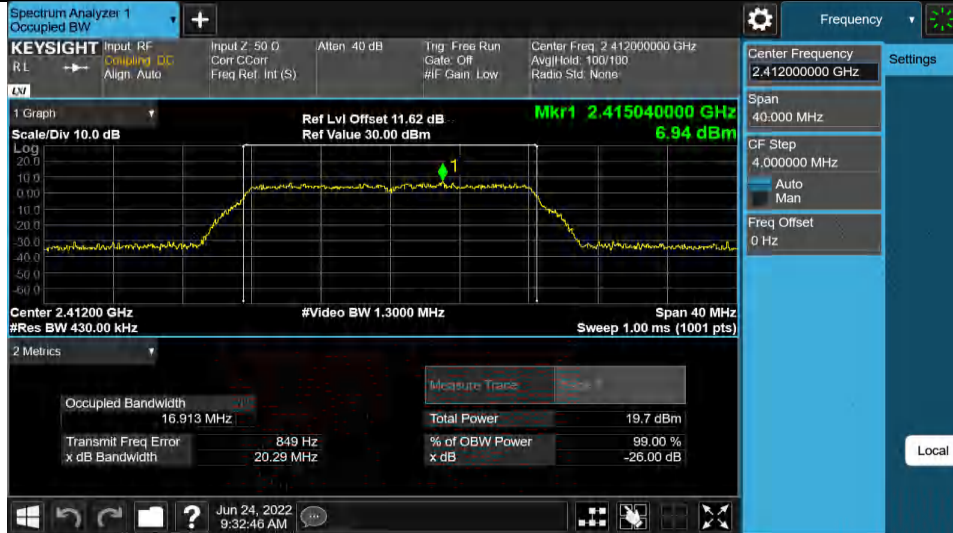 Spectrum Analyzer 1
Occupied BW
+
Frequency
KEYSIGHT
RL
LXI
Input: RF
Coupling: DC
Align: Auto
Input Z: 50 Ω
Corr CCorr
Freq Ref: Int (S)
Atten: 40 dB
Trig: Free Run
Gate: Off
#IF Gain: Low
Center Freq: 2.412000000 GHz
Avg|Hold: 100/100
Radio Std: None
Center Frequency
2.412000000 GHz
Settings
Span
40.000 MHz
CF Step
4.000000 MHz
Auto
Man
Freq Offset
0 Hz
Local
1 Graph
Scale/Div 10.0 dB
Ref Lvl Offset 11.62 dB
Ref Value 30.00 dBm
Mkr1 2.415040000 GHz
6.94 dBm
Log
20.0
10.0
0.00
-10.0
-20.0
-30.0
-40.0
-50.0
-60.0
1
Center 2.41200 GHz
#Video BW 1.3000 MHz
Span 40 MHz
#Res BW 430.00 kHz
Sweep 1.00 ms (1001 pts)
2 Metrics
Measure Trace
Occupied Bandwidth
16.913 MHz
Total Power
19.7 dBm
Transmit Freq Error
849 Hz
% of OBW Power
99.00 %
x dB Bandwidth
20.29 MHz
x dB
-26.00 dB
?
Jun 24, 2022
9:32:46 AM